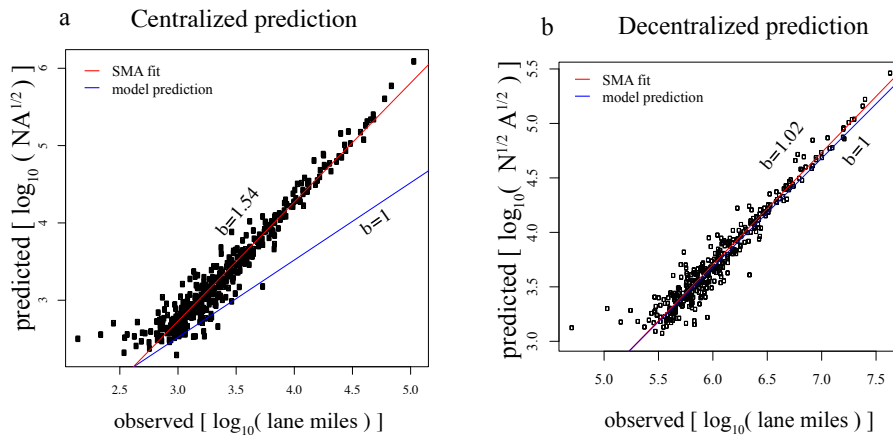 a
Centralized prediction
SMA fit
model prediction
b=1.54
b=1
predicted [ log10 ( NA1/2) ]
6
5
4
3
2.5 3.0 3.5 4.0 4.5 5.0
observed [ log10( lane miles ) ]
b
Decentralized prediction
SMA fit
model prediction
b=1.02
b=1
predicted [ log10( N1/2 A1/2) ]
5.5
5.0
4.5
4.0
3.5
3.0
5.0 5.5 6.0 6.5 7.0 7.5
observed [ log10( lane miles ) ]